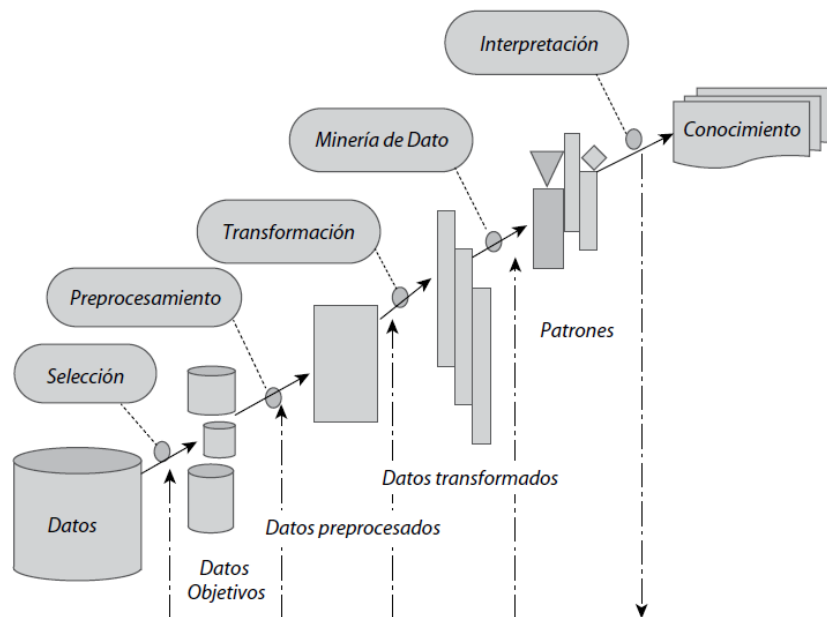 Interpretación
Conocimiento
Minería de Dato
Transformación
Preprocesamiento
Patrones
Selección
Datos transformados
Datos
Datos preprocesados
Datos
Objetivos